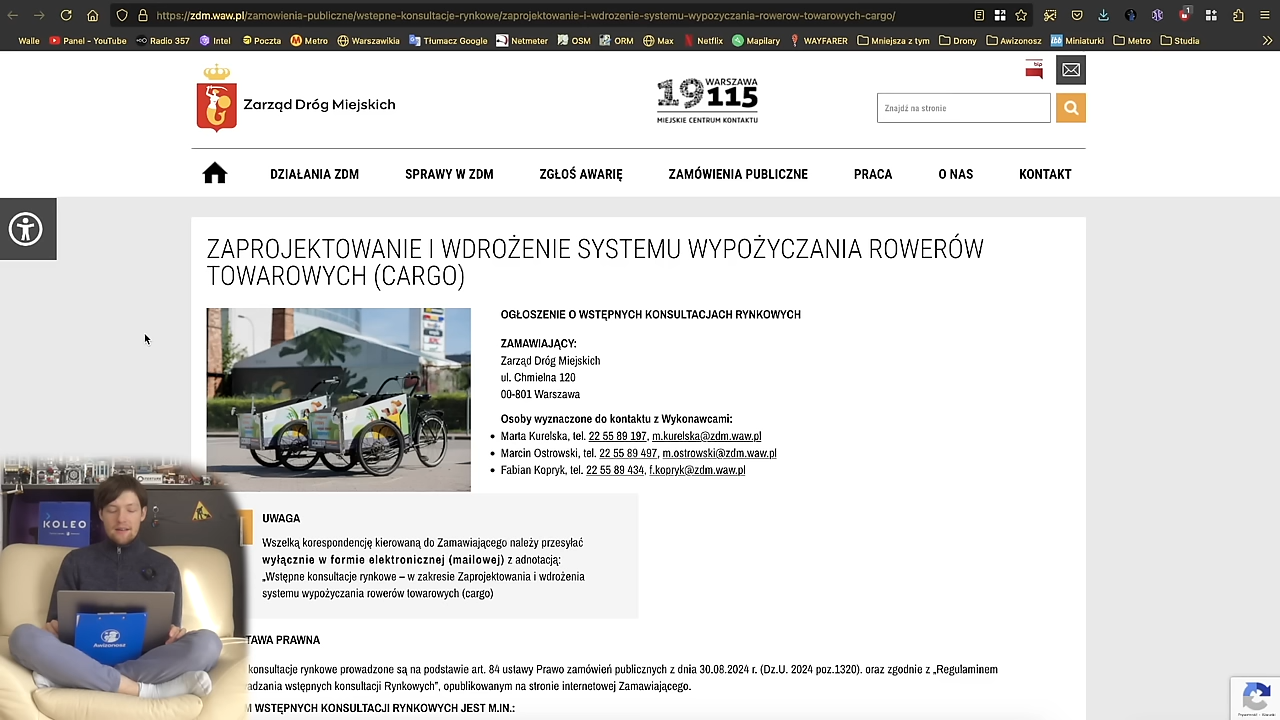 https://zdm.waw.pl/zamowienia-publiczne/wstepne-konsultacje-rynkowe/zaprojektowanie-i-wdrozenie-systemu-wypozyczania-rowerow-towarowych-cargo/
Walle Panel - YouTube Radio 357 Intel Poczta Metro Warszawikia Tłumacz Google Netmeter OSM ORM Max Netflix Mapilary WAYFARER Mniejsza z tym Drony Awizonosz Miniaturki Metro Studia
bip
Zarząd Dróg Miejskich
19115 WARSZAWA
MIEJSKIE CENTRUM KONTAKTU
Znajdź na stronie
DZIAŁANIA ZDM SPRAWY W ZDM ZGŁOŚ AWARIĘ ZAMÓWIENIA PUBLICZNE PRACA O NAS KONTAKT
ZAPROJEKTOWANIE I WDROŻENIE SYSTEMU WYPOŻYCZANIA ROWERÓW
TOWAROWYCH (CARGO)
OGŁOSZENIE O WSTĘPNYCH KONSULTACJACH RYNKOWYCH
ZAMAWIAJĄCY:
Zarząd Dróg Miejskich
ul. Chmielna 120
00-801 Warszawa
Osoby wyznaczone do kontaktu z Wykonawcami:
• Marta Kurelska, tel. 22 55 89 197, m.kurelska@zdm.waw.pl
• Marcin Ostrowski, tel. 22 55 89 497, m.ostrowski@zdm.waw.pl
• Fabian Kopryk, tel. 22 55 89 434, f.kopryk@zdm.waw.pl
UWAGA
Wszelką korespondencję kierowaną do Zamawiającego należy przesyłać
wyłącznie w formie elektronicznej (mailowej) z adnotacją:
„Wstępne konsultacje rynkowe – w zakresie Zaprojektowania i wdrożenia
systemu wypożyczania rowerów towarowych (cargo)
KOLEO
Awizonosz
TAWA PRAWNA
konsultacje rynkowe prowadzone są na podstawie art. 84 ustawy Prawo zamówień publicznych z dnia 30.08.2024 r. (Dz.U. 2024 poz.1320). oraz zgodnie z „Regulaminem
adzania wstępnych konsultacji Rynkowych”, opublikowanym na stronie internetowej Zamawiającego.
M WSTĘPNYCH KONSULTACJI RYNKOWYCH JEST M.IN.: